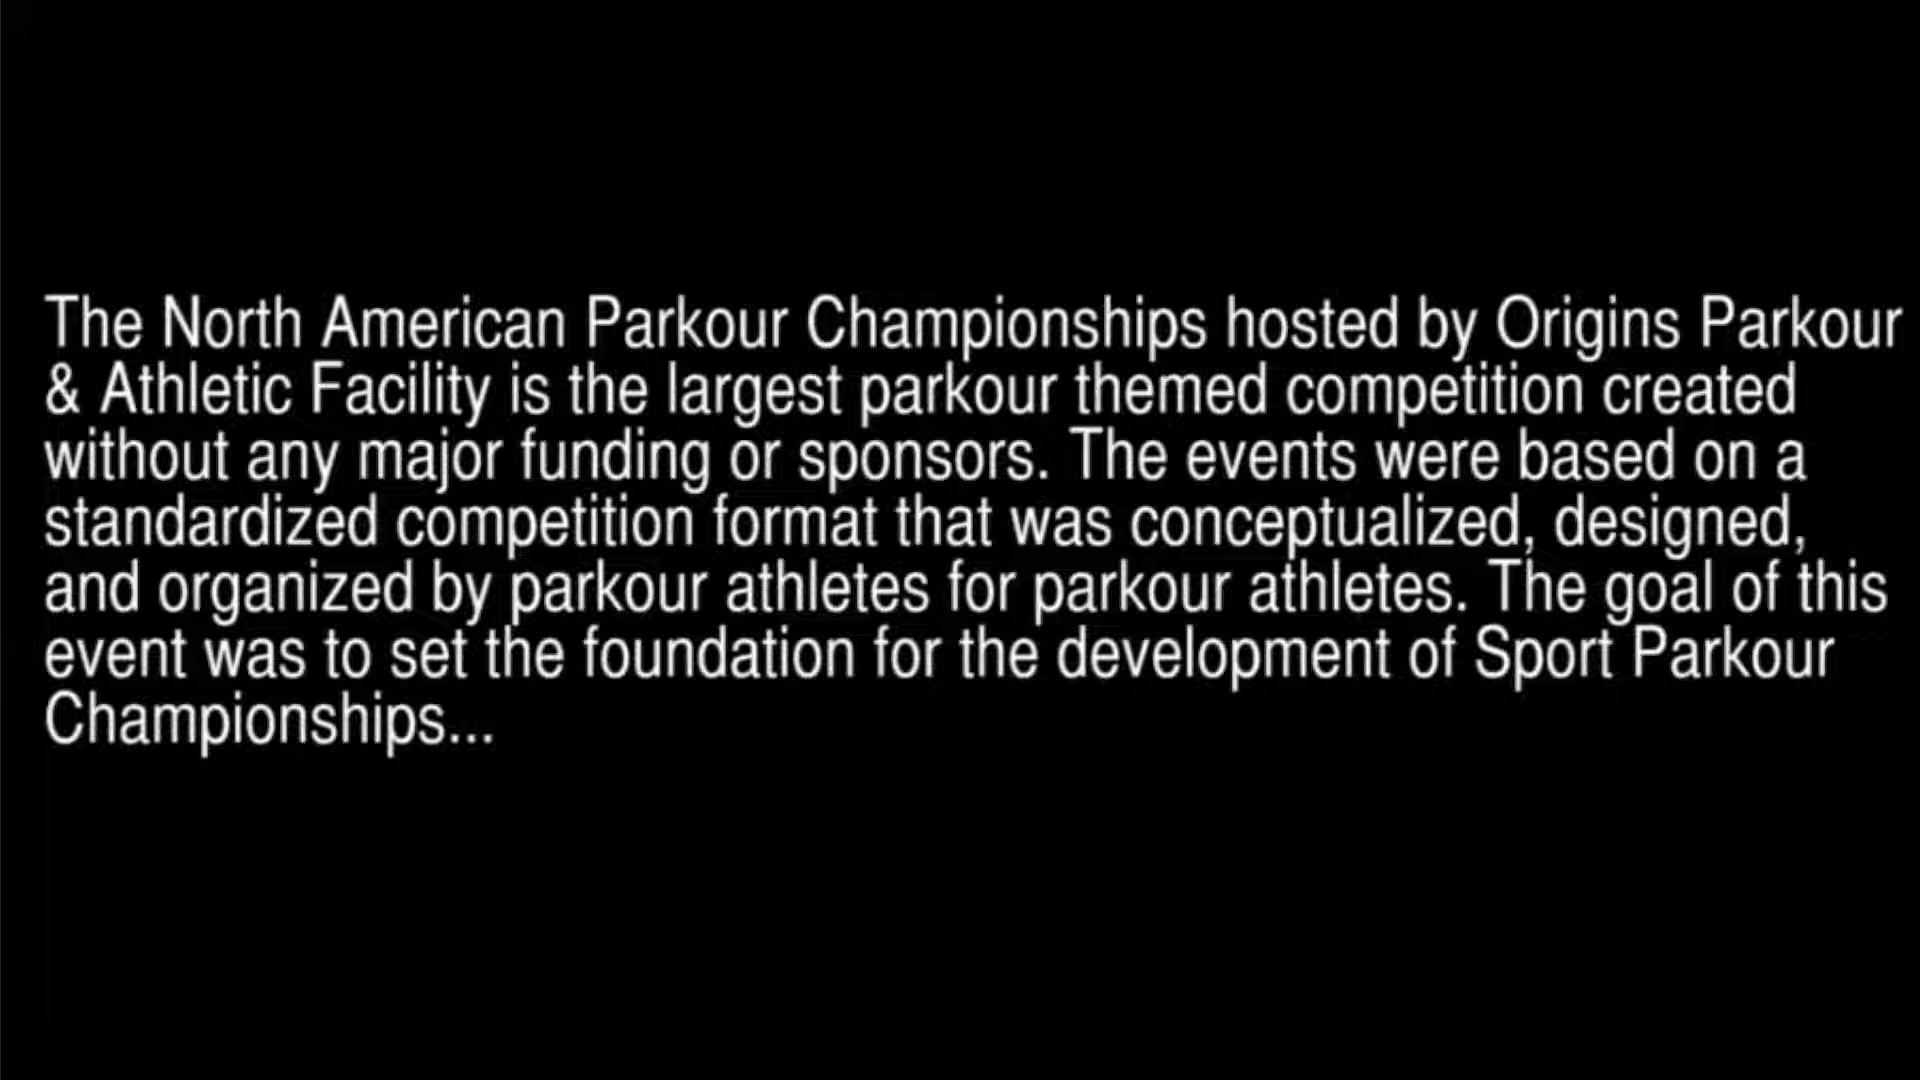 The North American Parkour Championships hosted by Origins Parkour
& Athletic Facility is the largest parkour themed competition created
without any major funding or sponsors. The events were based on a
standardized competition format that was conceptualized, designed,
and organized by parkour athletes for parkour athletes. The goal of this
event was to set the foundation for the development of Sport Parkour
Championships...